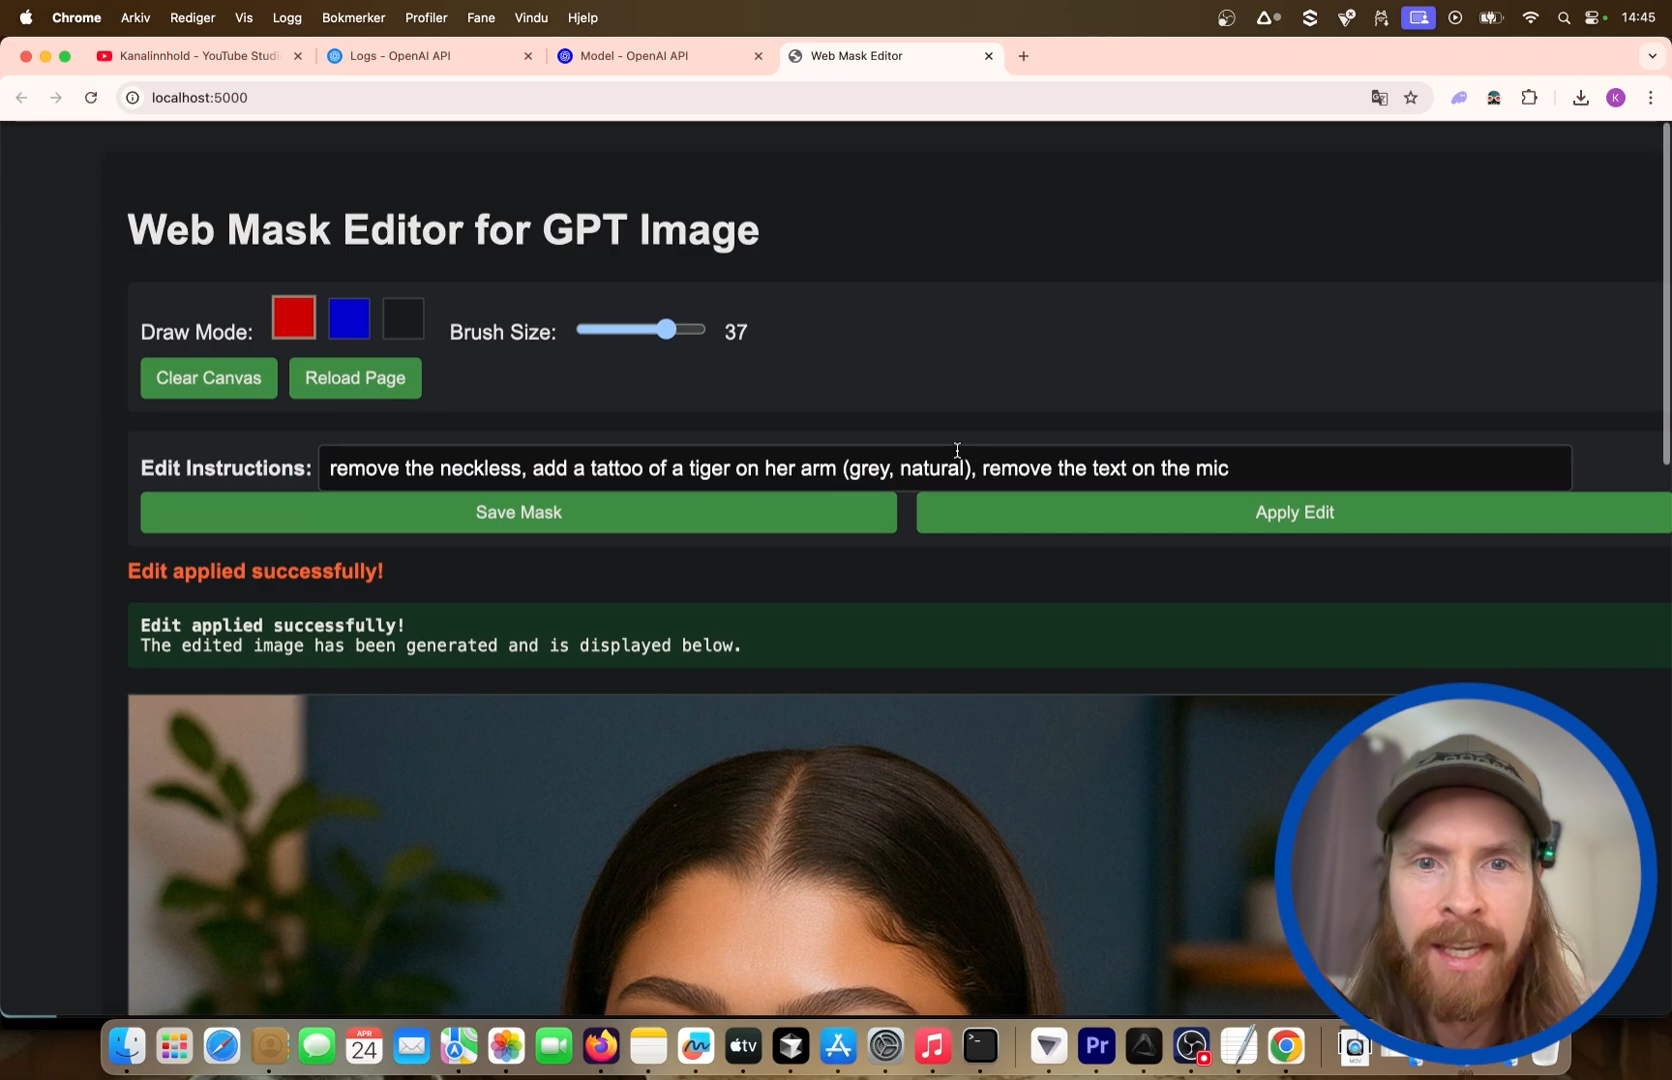 Chrome Arkiv Rediger Vis Logg Bokmerker Profiler Fane Vindu Hjelp 14:45
Kanalinnhold - YouTube Studi Logs - OpenAI API Model - OpenAI API Web Mask Editor
localhost:5000 K
Web Mask Editor for GPT Image
Draw Mode: Brush Size: 37
Clear Canvas Reload Page
Edit Instructions: remove the neckless, add a tattoo of a tiger on her arm (grey, natural), remove the text on the mic
Save Mask Apply Edit
Edit applied successfully!
Edit applied successfully!
The edited image has been generated and is displayed below.
APR
24
tv
Pr
MOV